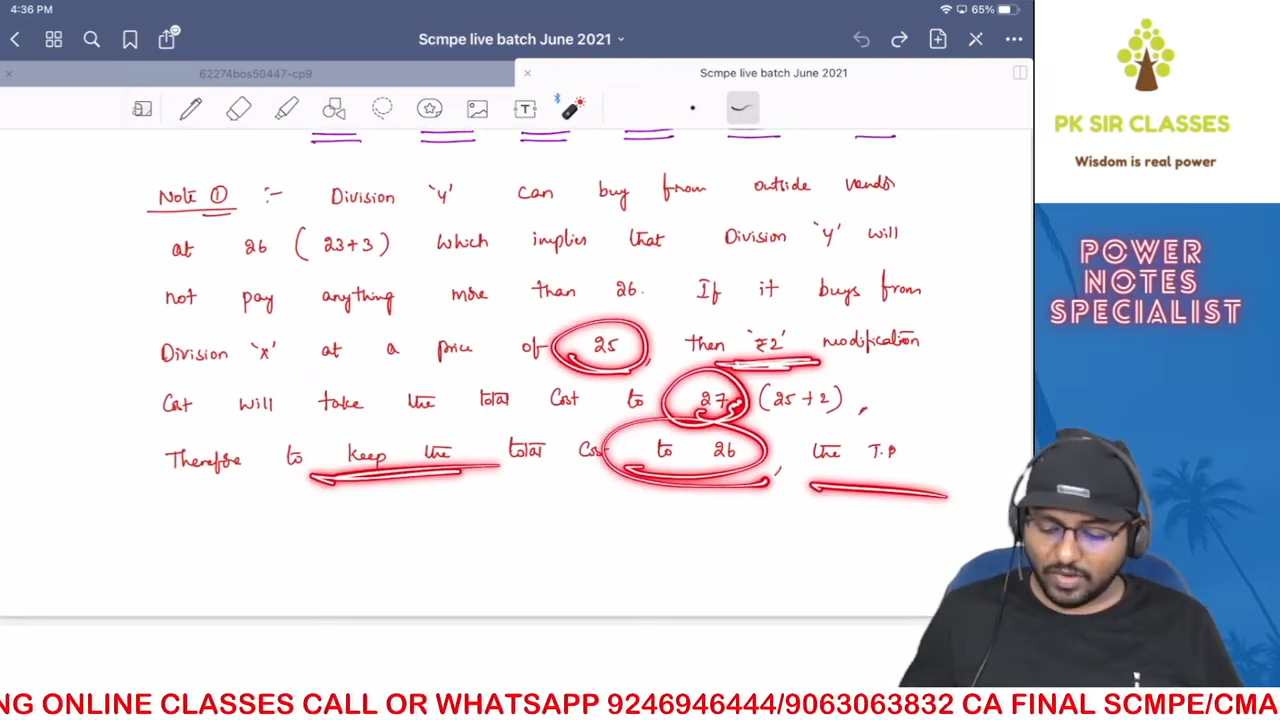 4:36 PM
65%
Scmpe live batch June 2021
62274bos50447-cp9
Scmpe live batch June 2021
Note ① :- Division 'y' can buy from outside vendor
at 26 (23+3) which implies that Division 'y' will
not pay anything more than 26. If it buys from
Division 'x' at a price of 25, then '₹2' modification
Cost will take the total Cost to 27 (25+2),
Therefore to keep the total Cost to 26, the T.P
PK SIR CLASSES
Wisdom is real power
POWER
NOTES
SPECIALIST
NG ONLINE CLASSES CALL OR WHATSAPP 9246946444/9063063832 CA FINAL SCMPE/CMA